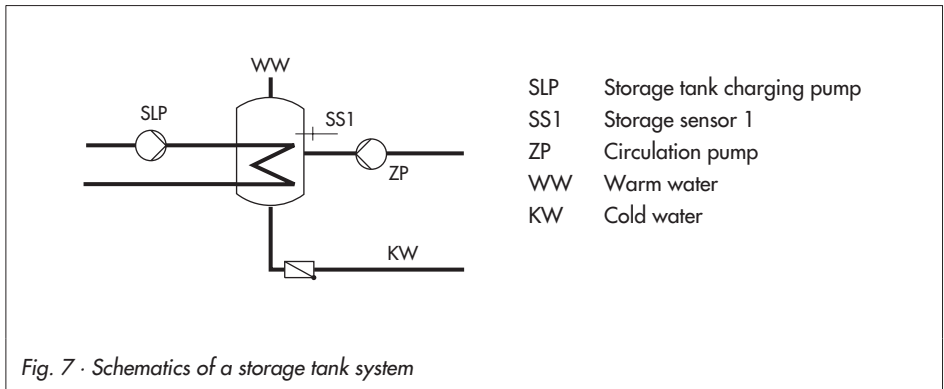 WW
SLP
SS1
ZP
KW
SLP Storage tank charging pump
SS1 Storage sensor 1
ZP Circulation pump
WW Warm water
KW Cold water
Fig. 7 · Schematics of a storage tank system